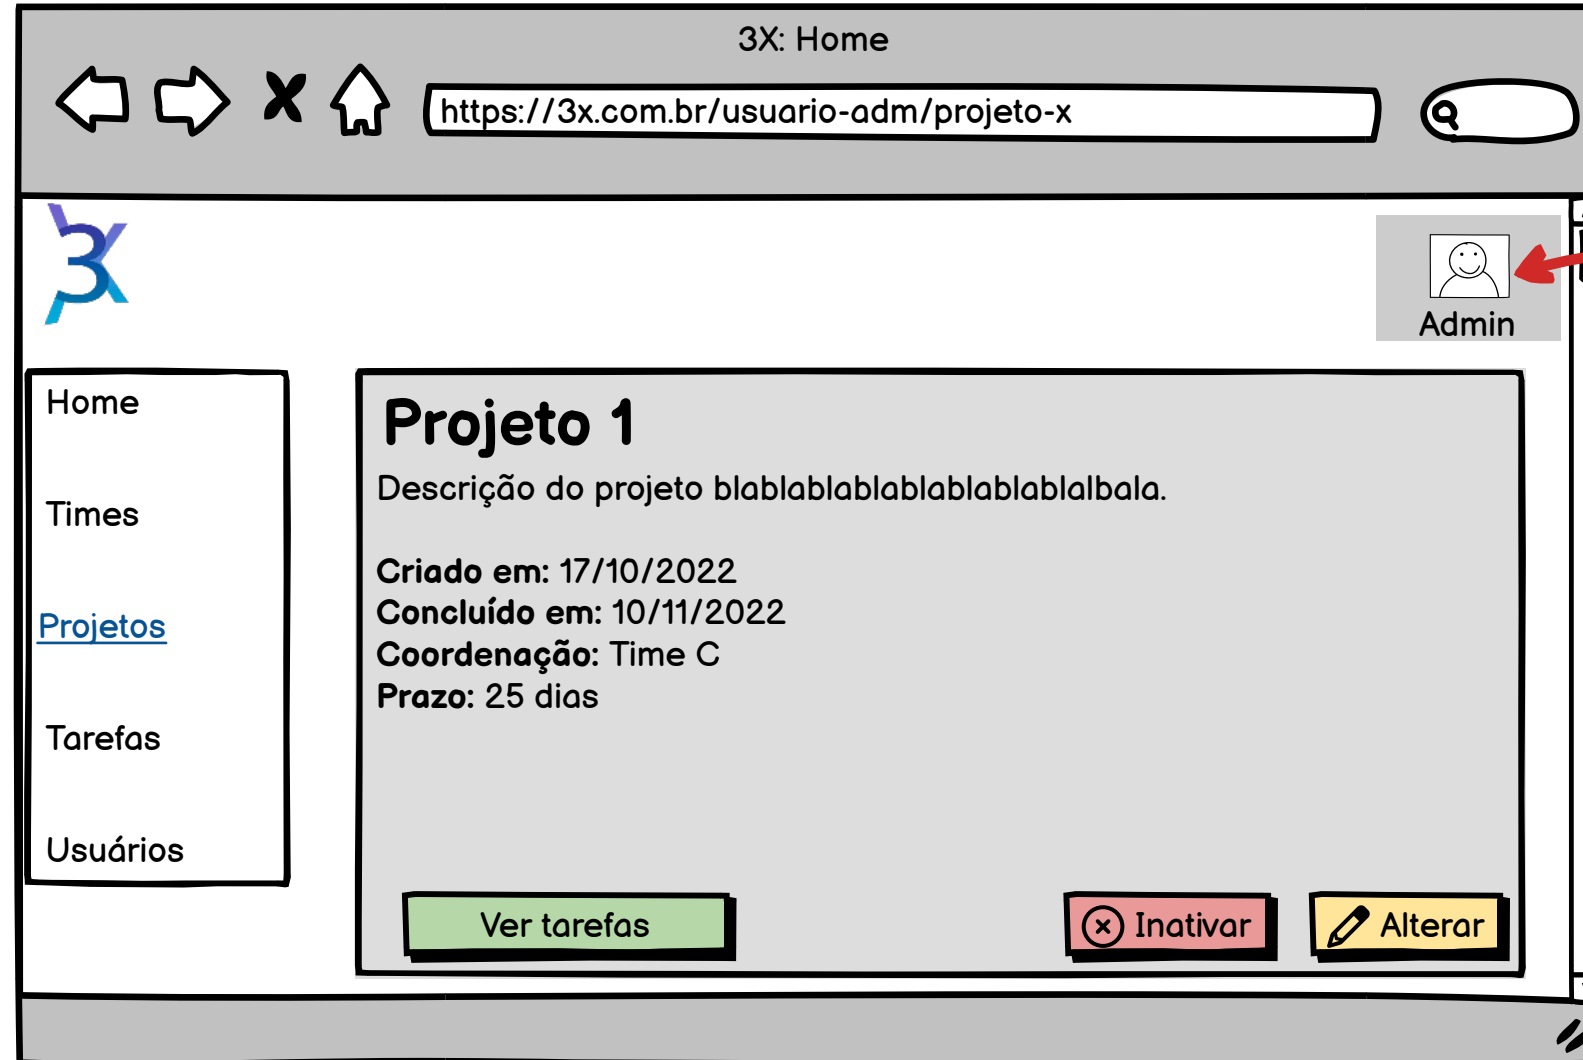 3X: Home
https://3x.com.br/usuario-adm/projeto-x
3X
Admin
Home
Times
Projetos
Tarefas
Usuários
Projeto 1
Descrição do projeto blablablablablablablablalbala.
Criado em: 17/10/2022
Concluído em: 10/11/2022
Coordenação: Time C
Prazo: 25 dias
Ver tarefas
Inativar
Alterar